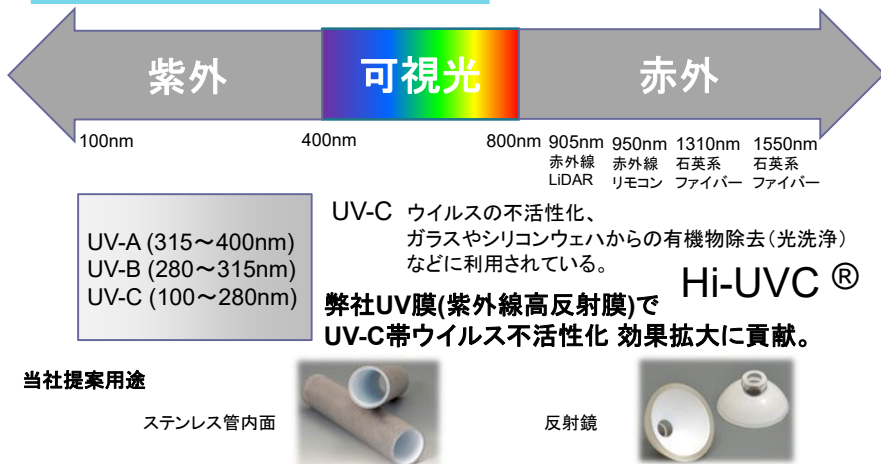 紫外 可視光 赤外
100nm 400nm 800nm 905nm 950nm 1310nm 1550nm
赤外線 赤外線 石英系 石英系
LiDAR リモコン ファイバー ファイバー
UV-A (315～400nm)
UV-B (280～315nm)
UV-C (100～280nm)
UV-C ウイルスの不活性化、
ガラスやシリコンウェハからの有機物除去（光洗浄）
などに利用されている。
Hi-UVC ®
弊社UV膜(紫外線高反射膜)で
UV-C帯ウイルス不活性化 効果拡大に貢献。
当社提案用途
ステンレス管内面 反射鏡